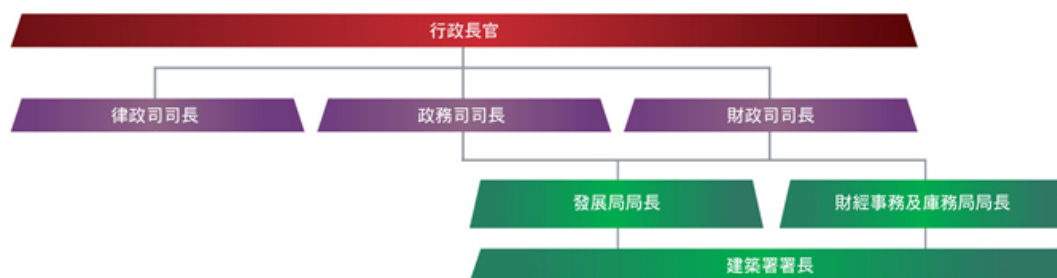 行政長官
律政司司長
政務司司長
財政司司長
發展局局長
財經事務及庫務局局長
建築署署長